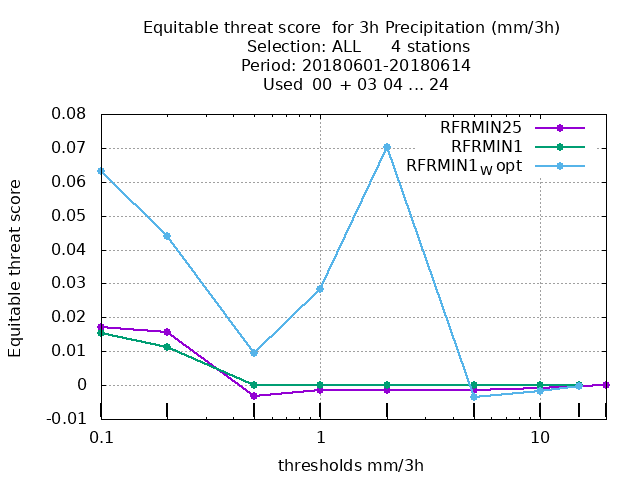 Equitable threat score  for 3h Precipitation (mm/3h)
Selection: ALL      4 stations
Period: 20180601-20180614
Used  00  + 03 04 ... 24
RFRMIN25
RFRMIN1
RFRMIN1W opt
0.08
0.07
0.06
0.05
0.04
0.03
0.02
0.01
0
-0.01
Equitable threat score
0.1 1 10
thresholds mm/3h